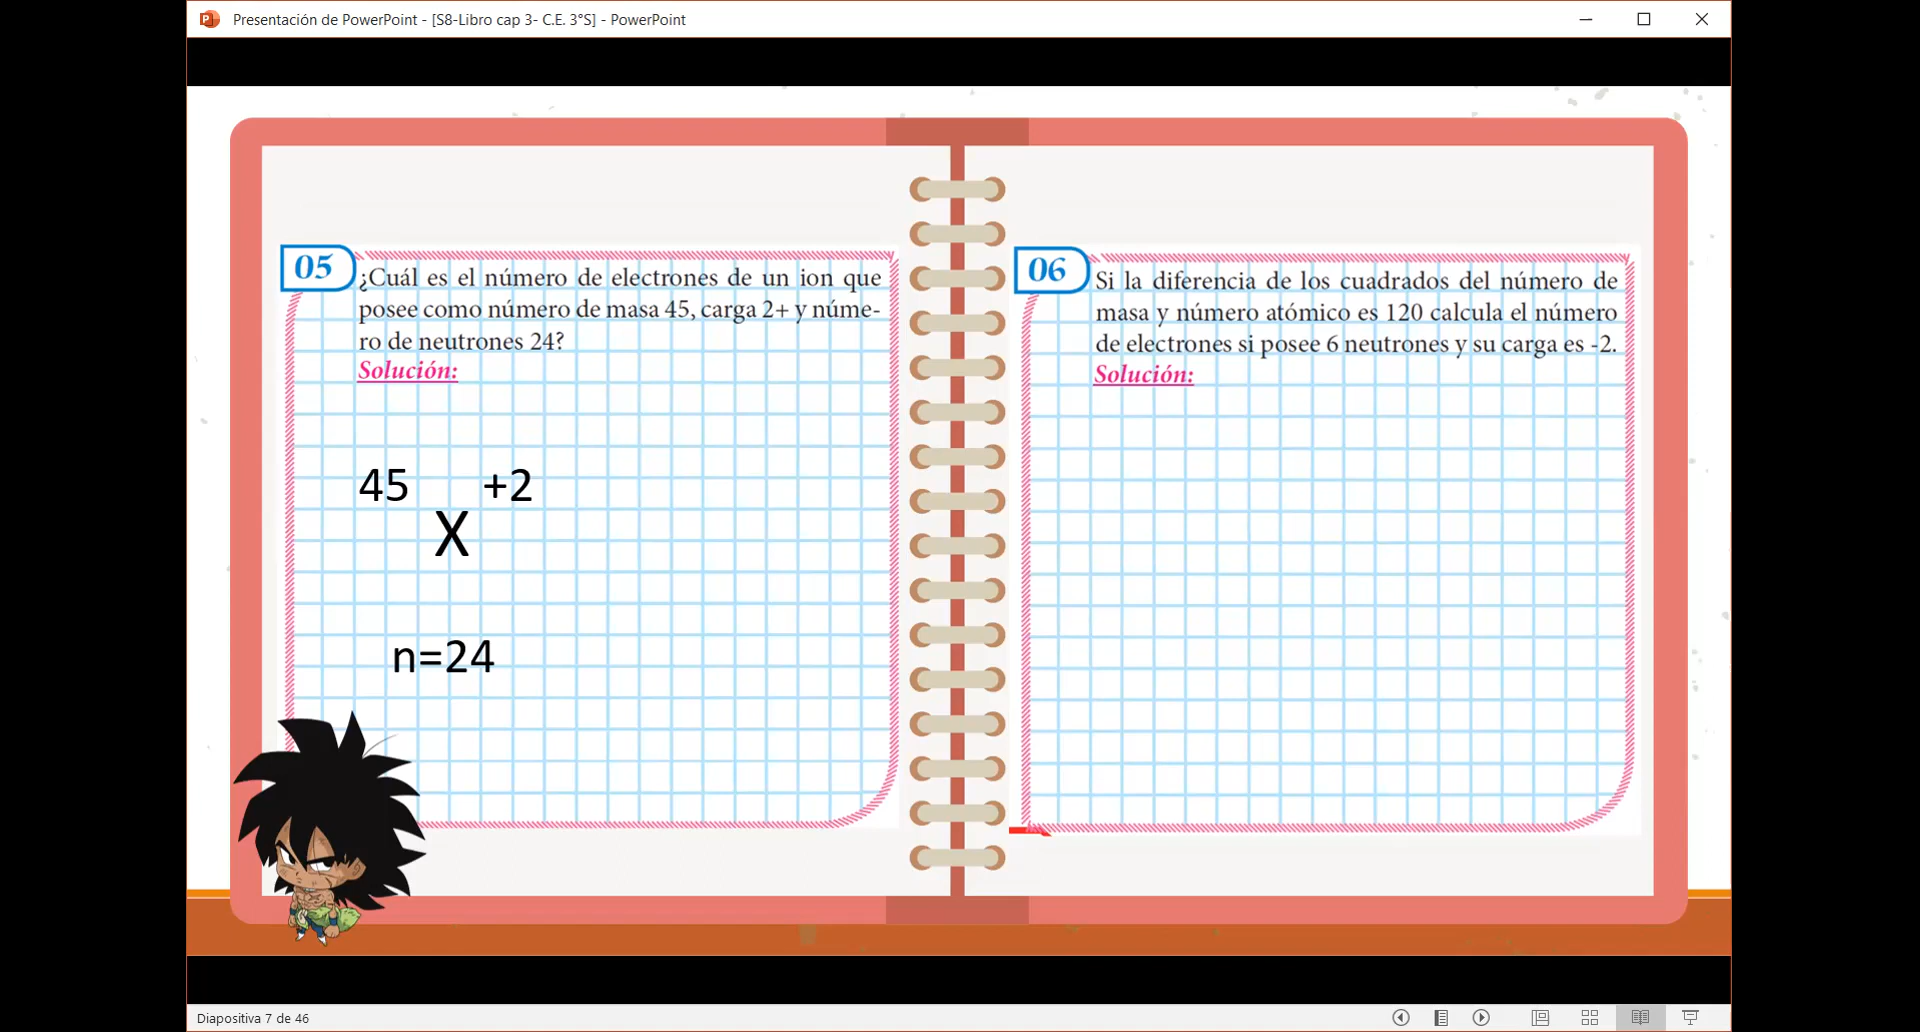 Presentación de PowerPoint - [S8-Libro cap 3- C.E. 3°S] - PowerPoint
05
¿Cuál es el número de electrones de un ion que
posee como número de masa 45, carga 2+ y núme-
ro de neutrones 24?
Solución:
45 +2
X
n=24
06
Si la diferencia de los cuadrados del número de
masa y número atómico es 120 calcula el número
de electrones si posee 6 neutrones y su carga es -2.
Solución:
Diapositiva 7 de 46